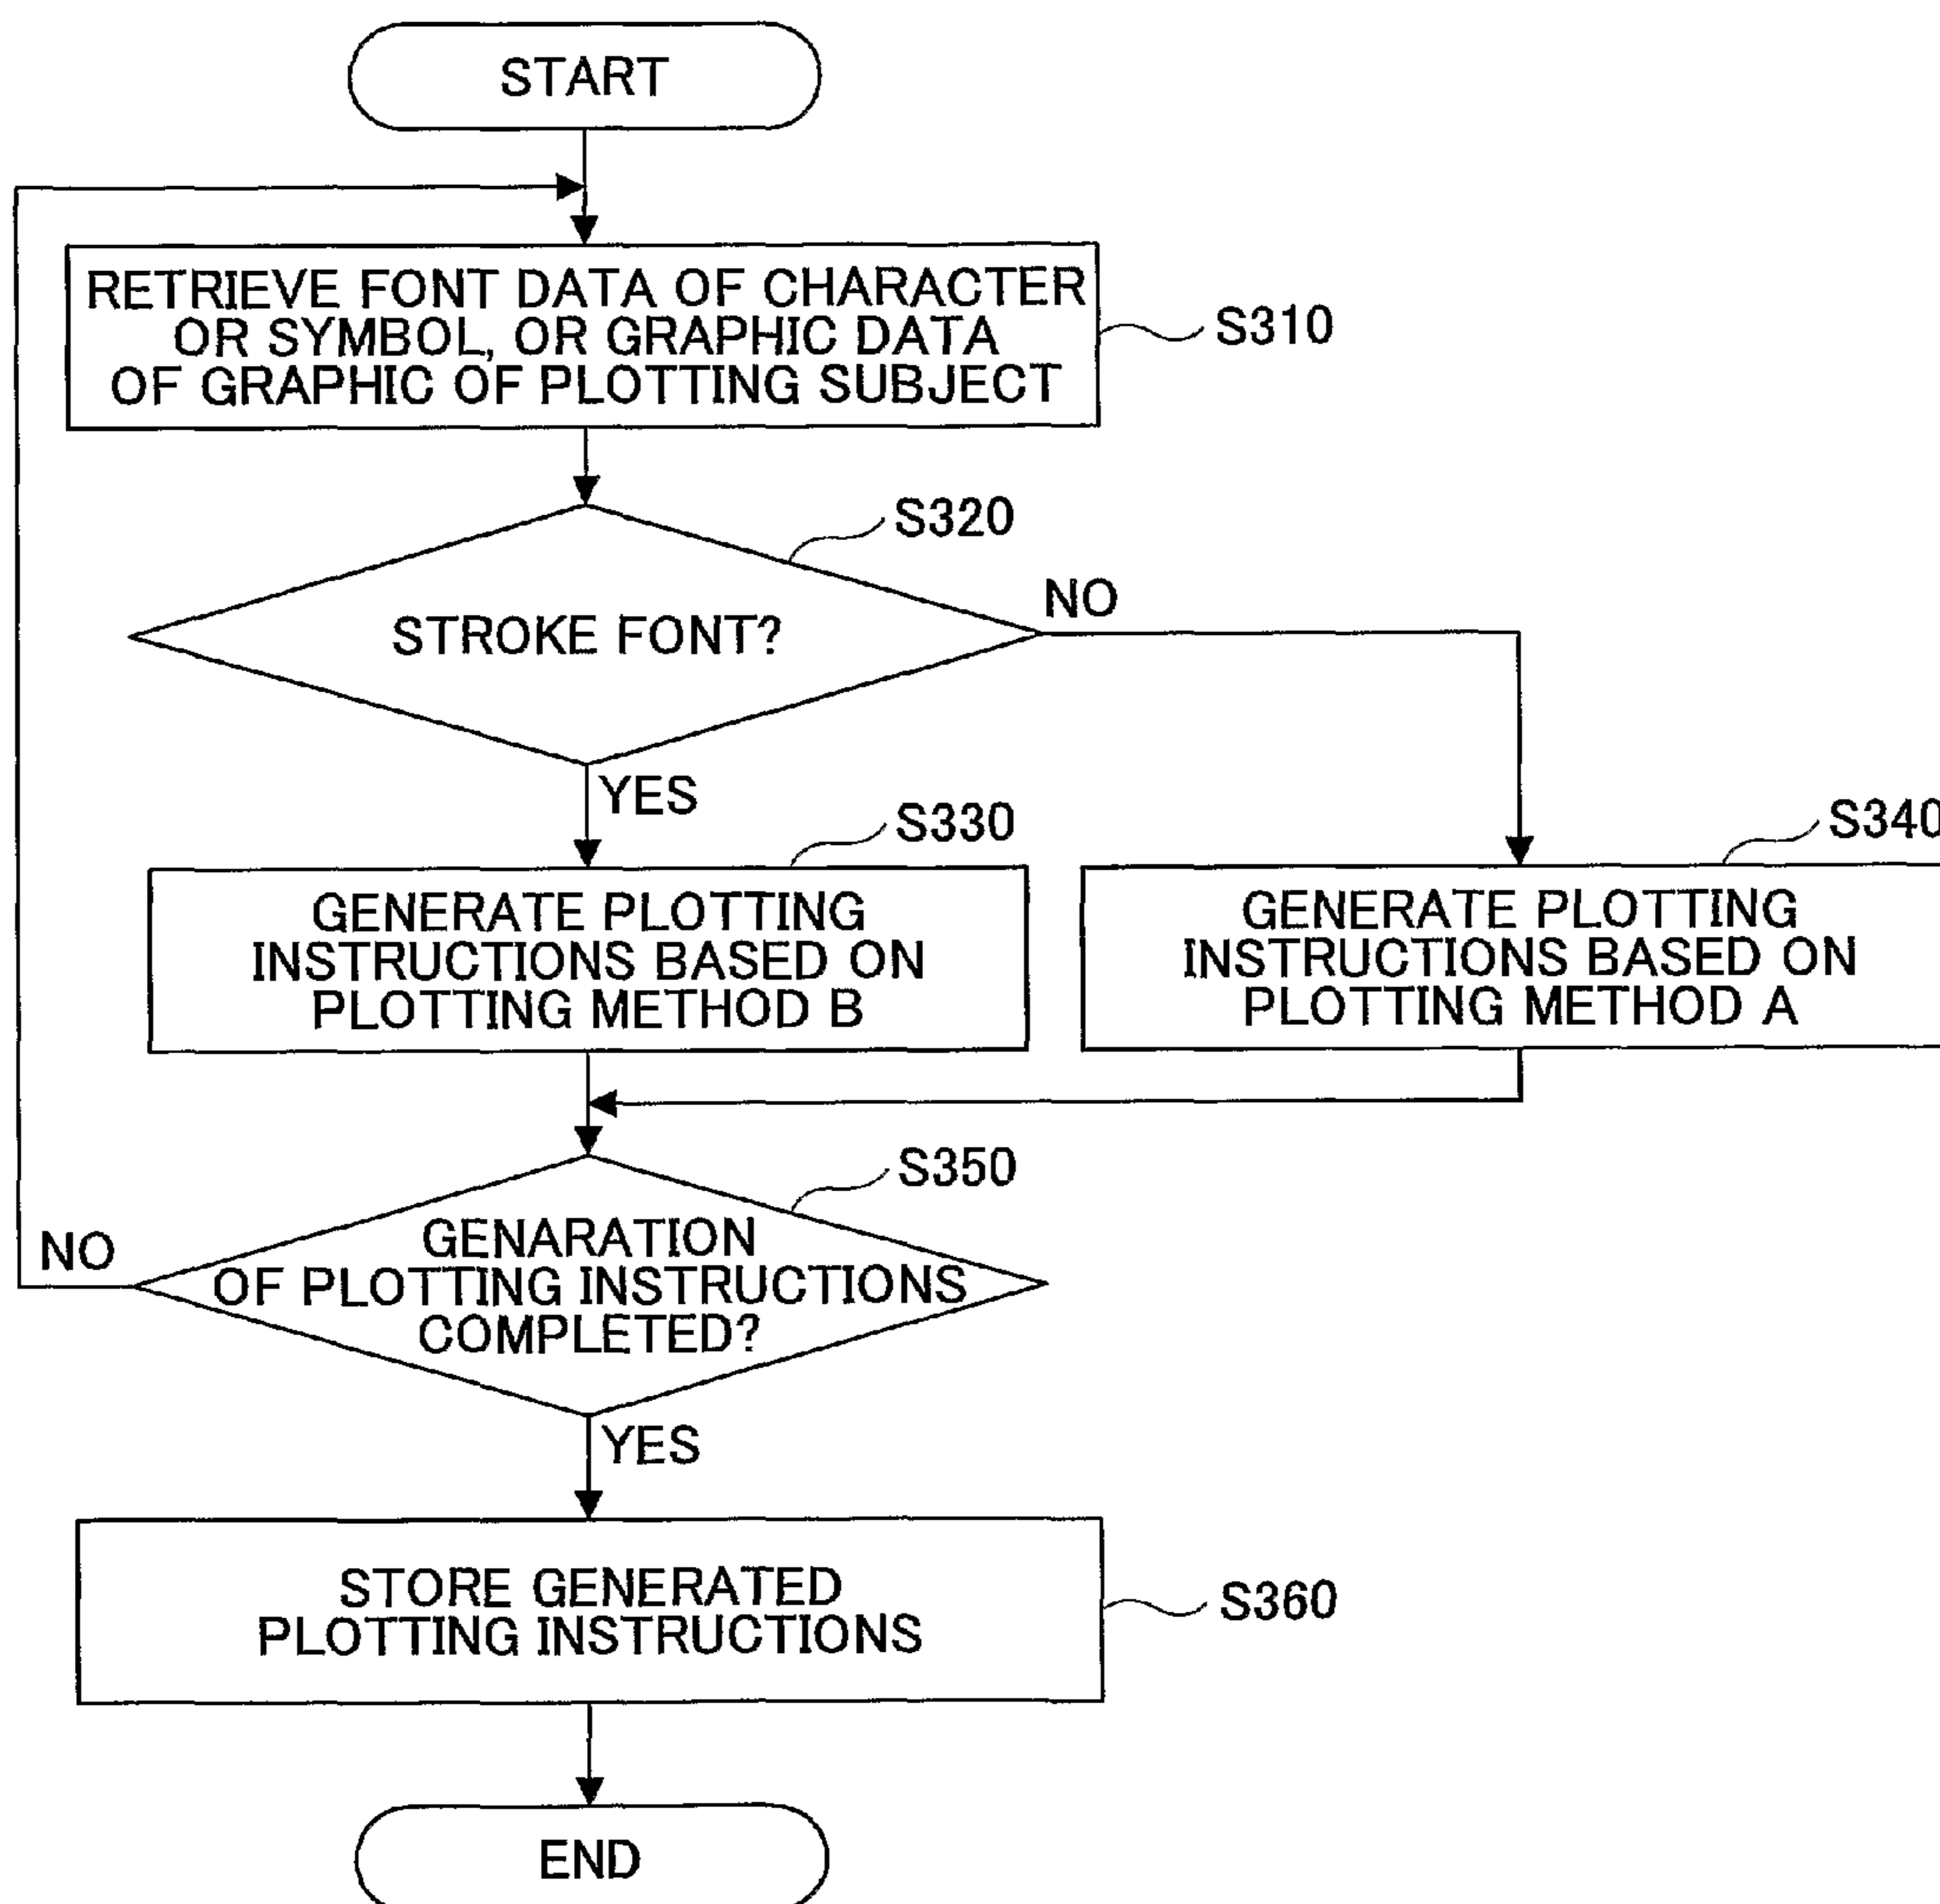 START
RETRIEVE FONT DATA OF CHARACTER
OR SYMBOL, OR GRAPHIC DATA
OF GRAPHIC OF PLOTTING SUBJECT
S310
S320
STROKE FONT?
NO
YES
S330
S340
GENERATE PLOTTING
INSTRUCTIONS BASED ON
PLOTTING METHOD B
GENERATE PLOTTING
INSTRUCTIONS BASED ON
PLOTTING METHOD A
S350
GENARATION
OF PLOTTING INSTRUCTIONS
COMPLETED?
NO
YES
STORE GENERATED
PLOTTING INSTRUCTIONS
S360
END